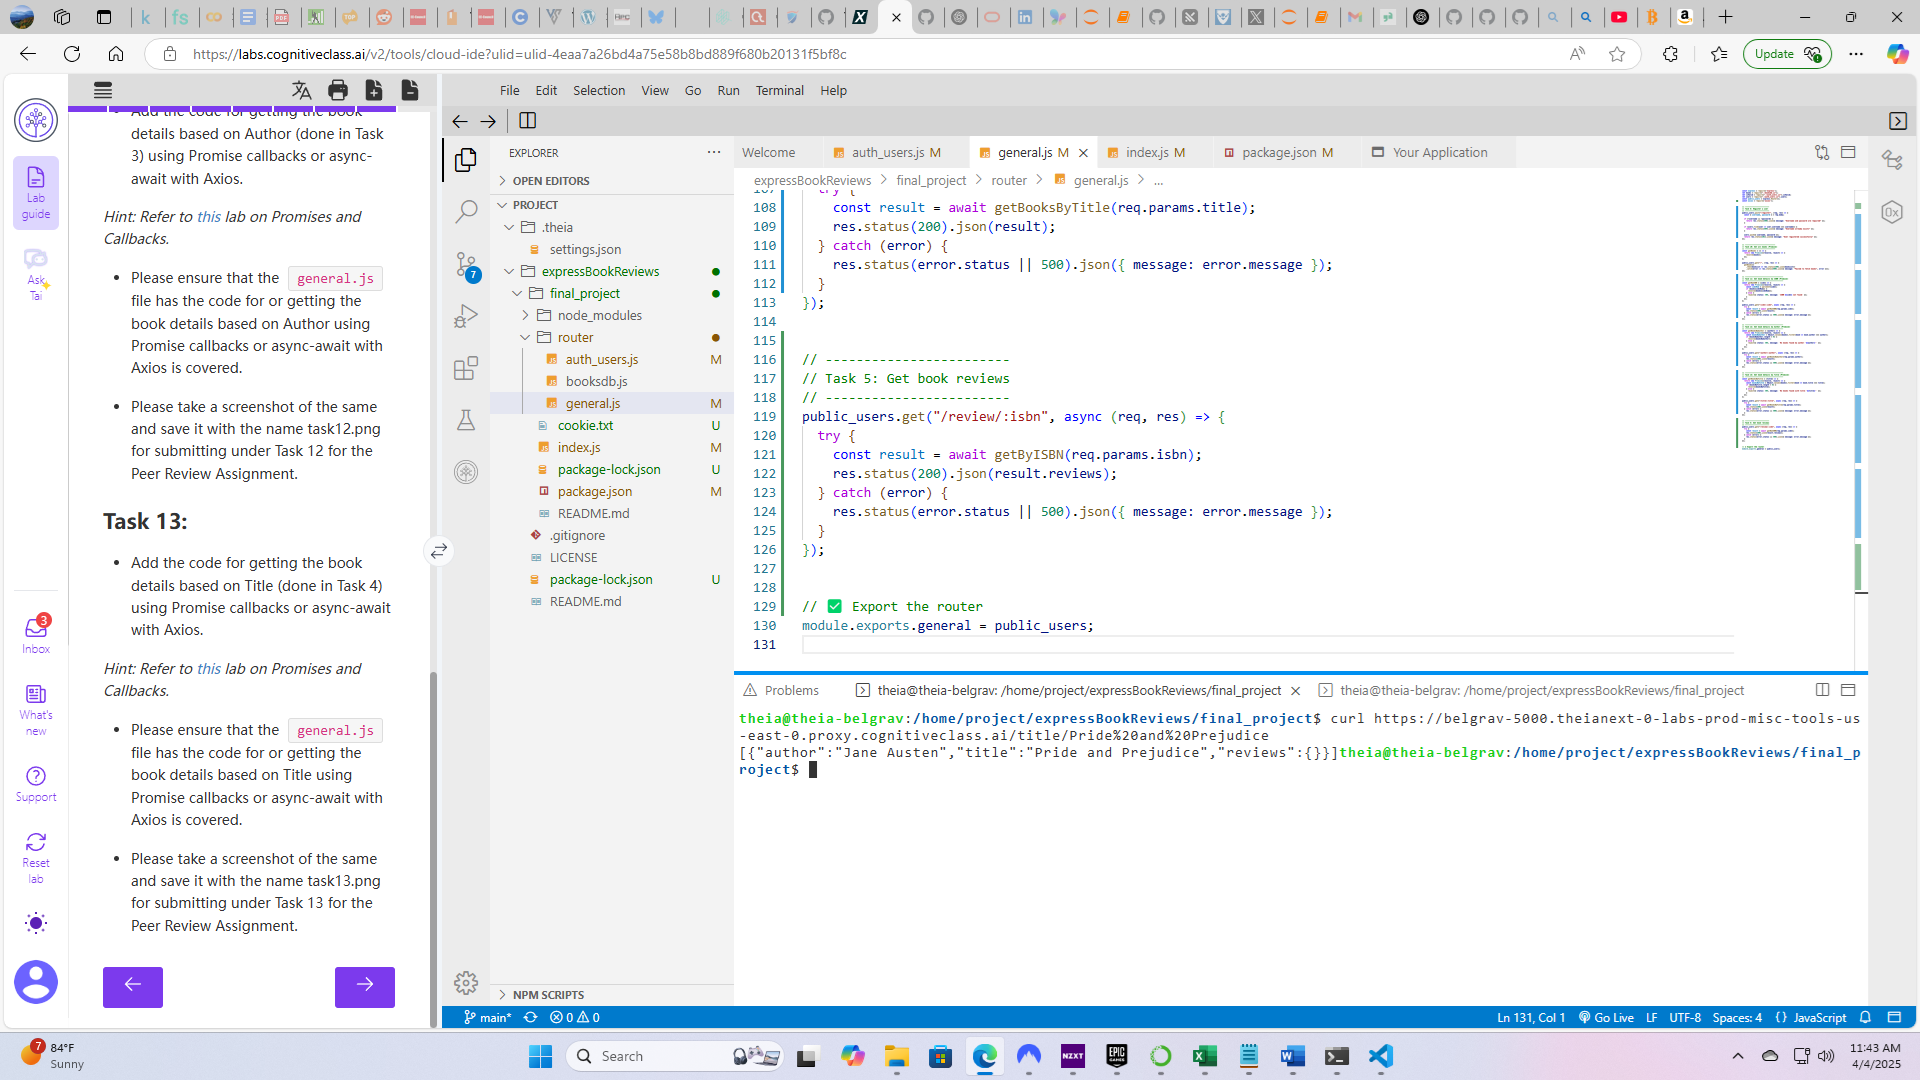 https://labs.cognitiveclass.ai/v2/tools/cloud-ide?ulid=ulid-4eaa7a26bd4a75e58b8bd889f680b20131f5bf8c
Update
File Edit Selection View Go Run Terminal Help
Lab
guide
Ask
Tai
3
Inbox
What's
new
Support
Reset
lab
Add the code for getting the book
details based on Author (done in Task
3) using Promise callbacks or async-
await with Axios.
Hint: Refer to this lab on Promises and
Callbacks.
• Please ensure that the general.js
file has the code for or getting the
book details based on Author using
Promise callbacks or async-await with
Axios is covered.
• Please take a screenshot of the same
and save it with the name task12.png
for submitting under Task 12 for the
Peer Review Assignment.
Task 13:
• Add the code for getting the book
details based on Title (done in Task 4)
using Promise callbacks or async-await
with Axios.
Hint: Refer to this lab on Promises and
Callbacks.
• Please ensure that the general.js
file has the code for or getting the
book details based on Title using
Promise callbacks or async-await with
Axios is covered.
• Please take a screenshot of the same
and save it with the name task13.png
for submitting under Task 13 for the
Peer Review Assignment.
7
EXPLORER
OPEN EDITORS
PROJECT
.theia
settings.json
expressBookReviews
final_project
node_modules
router
auth_users.js M
booksdb.js
general.js M
cookie.txt U
index.js M
package-lock.json U
package.json M
README.md
.gitignore
LICENSE
package-lock.json U
README.md
NPM SCRIPTS
Welcome auth_users.js M general.js M index.js M package.json M Your Application
expressBookReviews > final_project > router > general.js > ...
107 try {
108 const result = await getBooksByTitle(req.params.title);
109 res.status(200).json(result);
110 } catch (error) {
111 res.status(error.status || 500).json({ message: error.message });
112 }
113 });
114
115
116 // ------------------------
117 // Task 5: Get book reviews
118 // ------------------------
119 public_users.get("/review/:isbn", async (req, res) => {
120 try {
121 const result = await getByISBN(req.params.isbn);
122 res.status(200).json(result.reviews);
123 } catch (error) {
124 res.status(error.status || 500).json({ message: error.message });
125 }
126 });
127
128
129 // ✅ Export the router
130 module.exports.general = public_users;
131
Problems theia@theia-belgrav: /home/project/expressBookReviews/final_project theia@theia-belgrav: /home/project/expressBookReviews/final_project
theia@theia-belgrav:/home/project/expressBookReviews/final_project$ curl https://belgrav-5000.theianext-0-labs-prod-misc-tools-us
-east-0.proxy.cognitiveclass.ai/title/Pride%20and%20Prejudice
[{"author":"Jane Austen","title":"Pride and Prejudice","reviews":{}}]theia@theia-belgrav:/home/project/expressBookReviews/final_p
roject$
main* 0 0 Ln 131, Col 1 Go Live LF UTF-8 Spaces: 4 {} JavaScript
7
84°F
Sunny
Search
NZXT
EPIC
GAMES
11:43 AM
4/4/2025